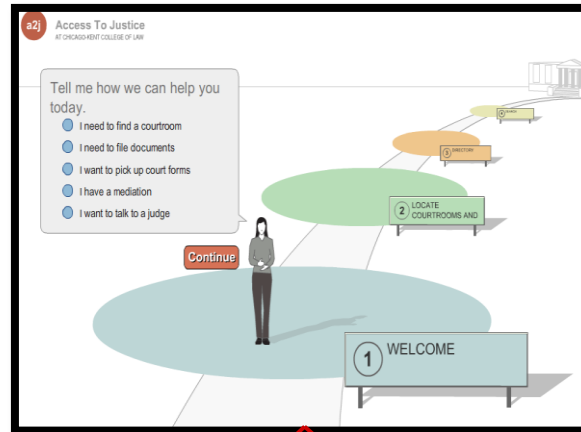 a2j
Access To Justice
AT CHICAGO-KENT COLLEGE OF LAW
Tell me how we can help you
today.
I need to find a courtroom
I need to file documents
I want to pick up court forms
I have a mediation
I want to talk to a judge
Continue
1 WELCOME
2 LOCATE
COURTROOMS AND
3 DIRECTORY
4